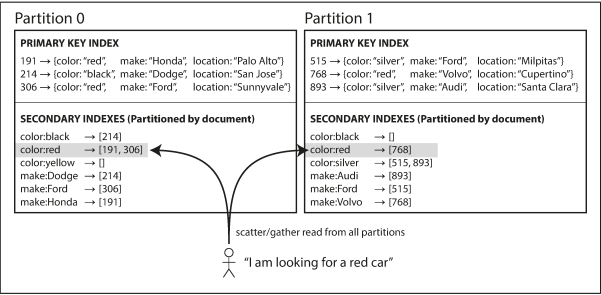 Partition 0
PRIMARY KEY INDEX
191 → {color: “red”, make: “Honda”, location: “Palo Alto”}
214 → {color: “black”, make: “Dodge”, location: “San Jose”}
306 → {color: “red”, make: “Ford”, location: “Sunnyvale”}
SECONDARY INDEXES (Partitioned by document)
color:black → [214]
color:red → [191, 306]
color:yellow → []
make:Dodge → [214]
make:Ford → [306]
make:Honda → [191]
Partition 1
PRIMARY KEY INDEX
515 → {color: “silver”, make: “Ford”, location: “Milpitas”}
768 → {color: “red”, make: “Volvo”, location: “Cupertino”}
893 → {color: “silver”, make: “Audi”, location: “Santa Clara”}
SECONDARY INDEXES (Partitioned by document)
color:black → []
color:red → [768]
color:silver → [515, 893]
make:Audi → [893]
make:Ford → [515]
make:Volvo → [768]
scatter/gather read from all partitions
“I am looking for a red car”